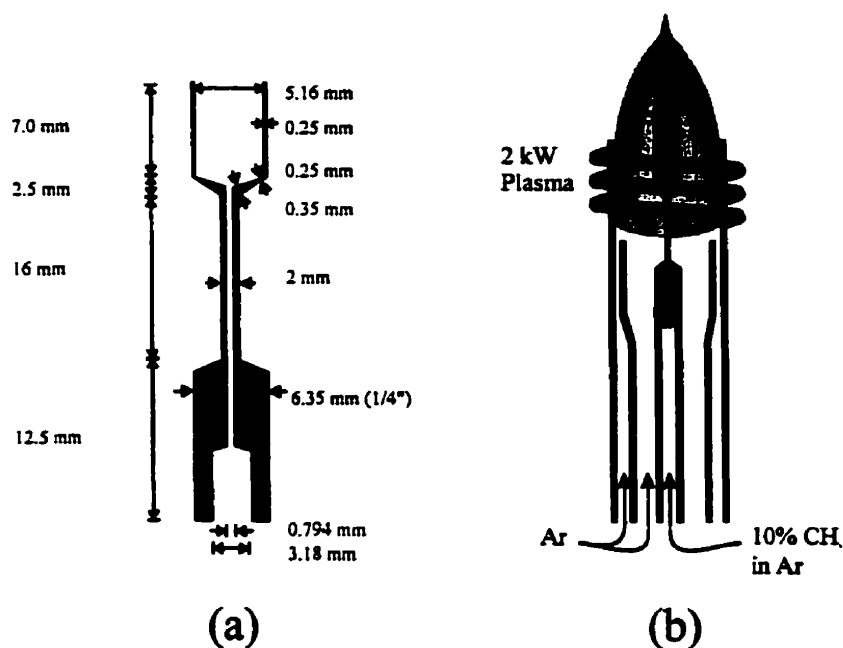 5.16 mm
7.0 mm
0.25 mm
0.25 mm
2.5 mm
0.35 mm
16 mm
2 mm
6.35 mm (1/4")
12.5 mm
0.794 mm
3.18 mm
(a)
2 kW
Plasma
Ar
10% CH
in Ar
(b)